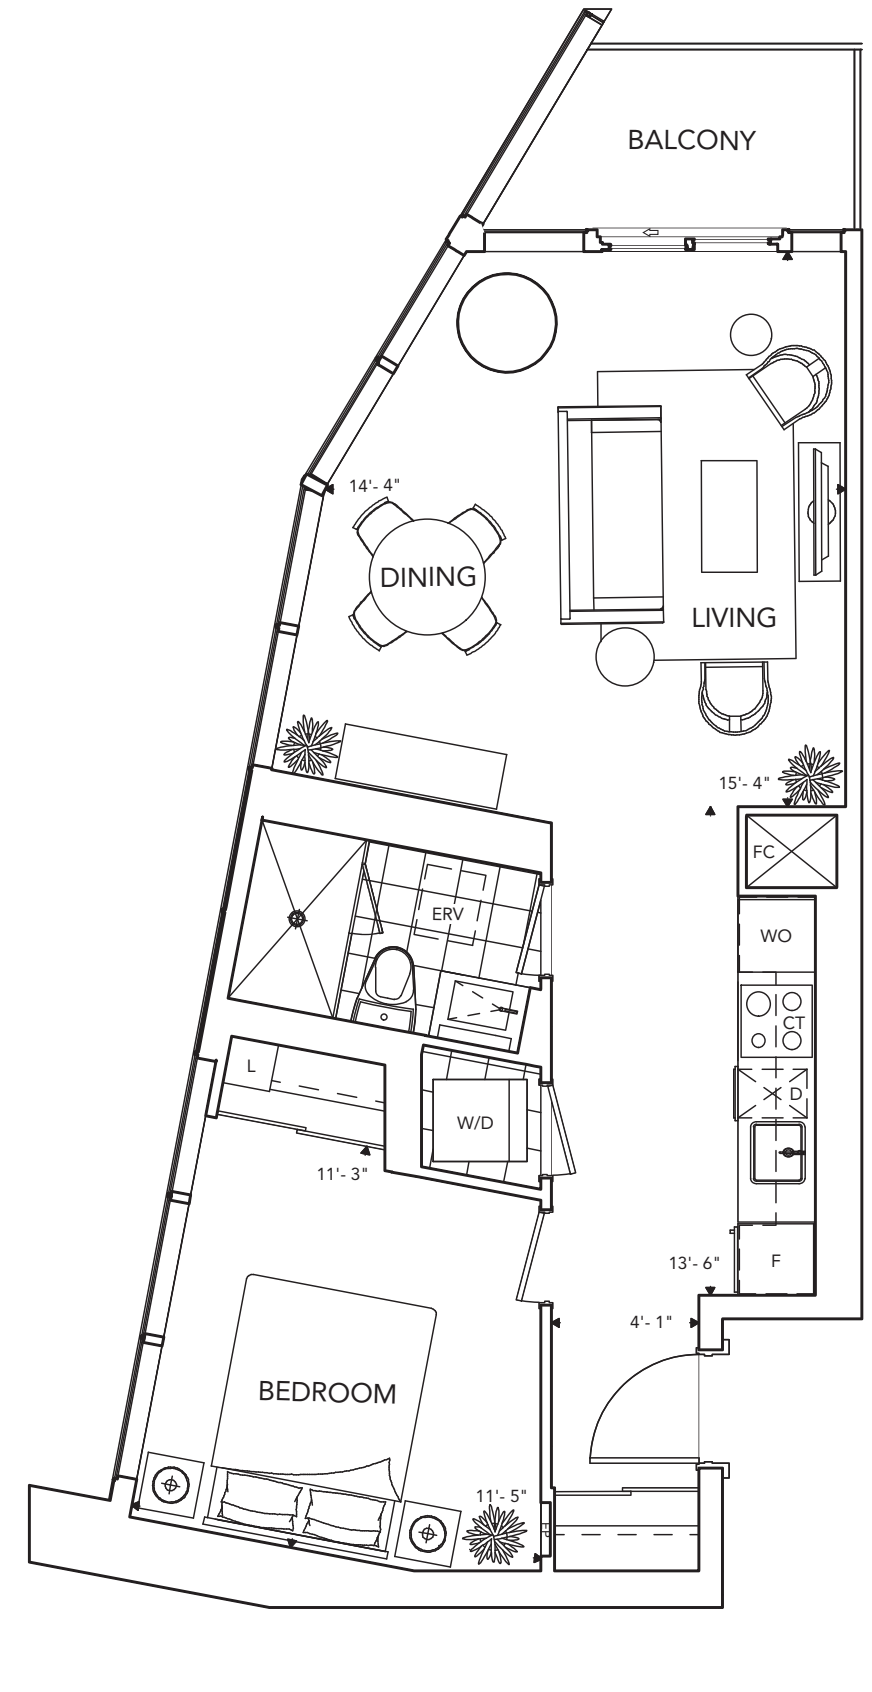 BALCONY
14'- 4"
DINING
LIVING
15'- 4"
FC
ERV
WO
CT
L
D
W/D
11'- 3"
F
13'- 6"
4'- 1"
BEDROOM
11'- 5"